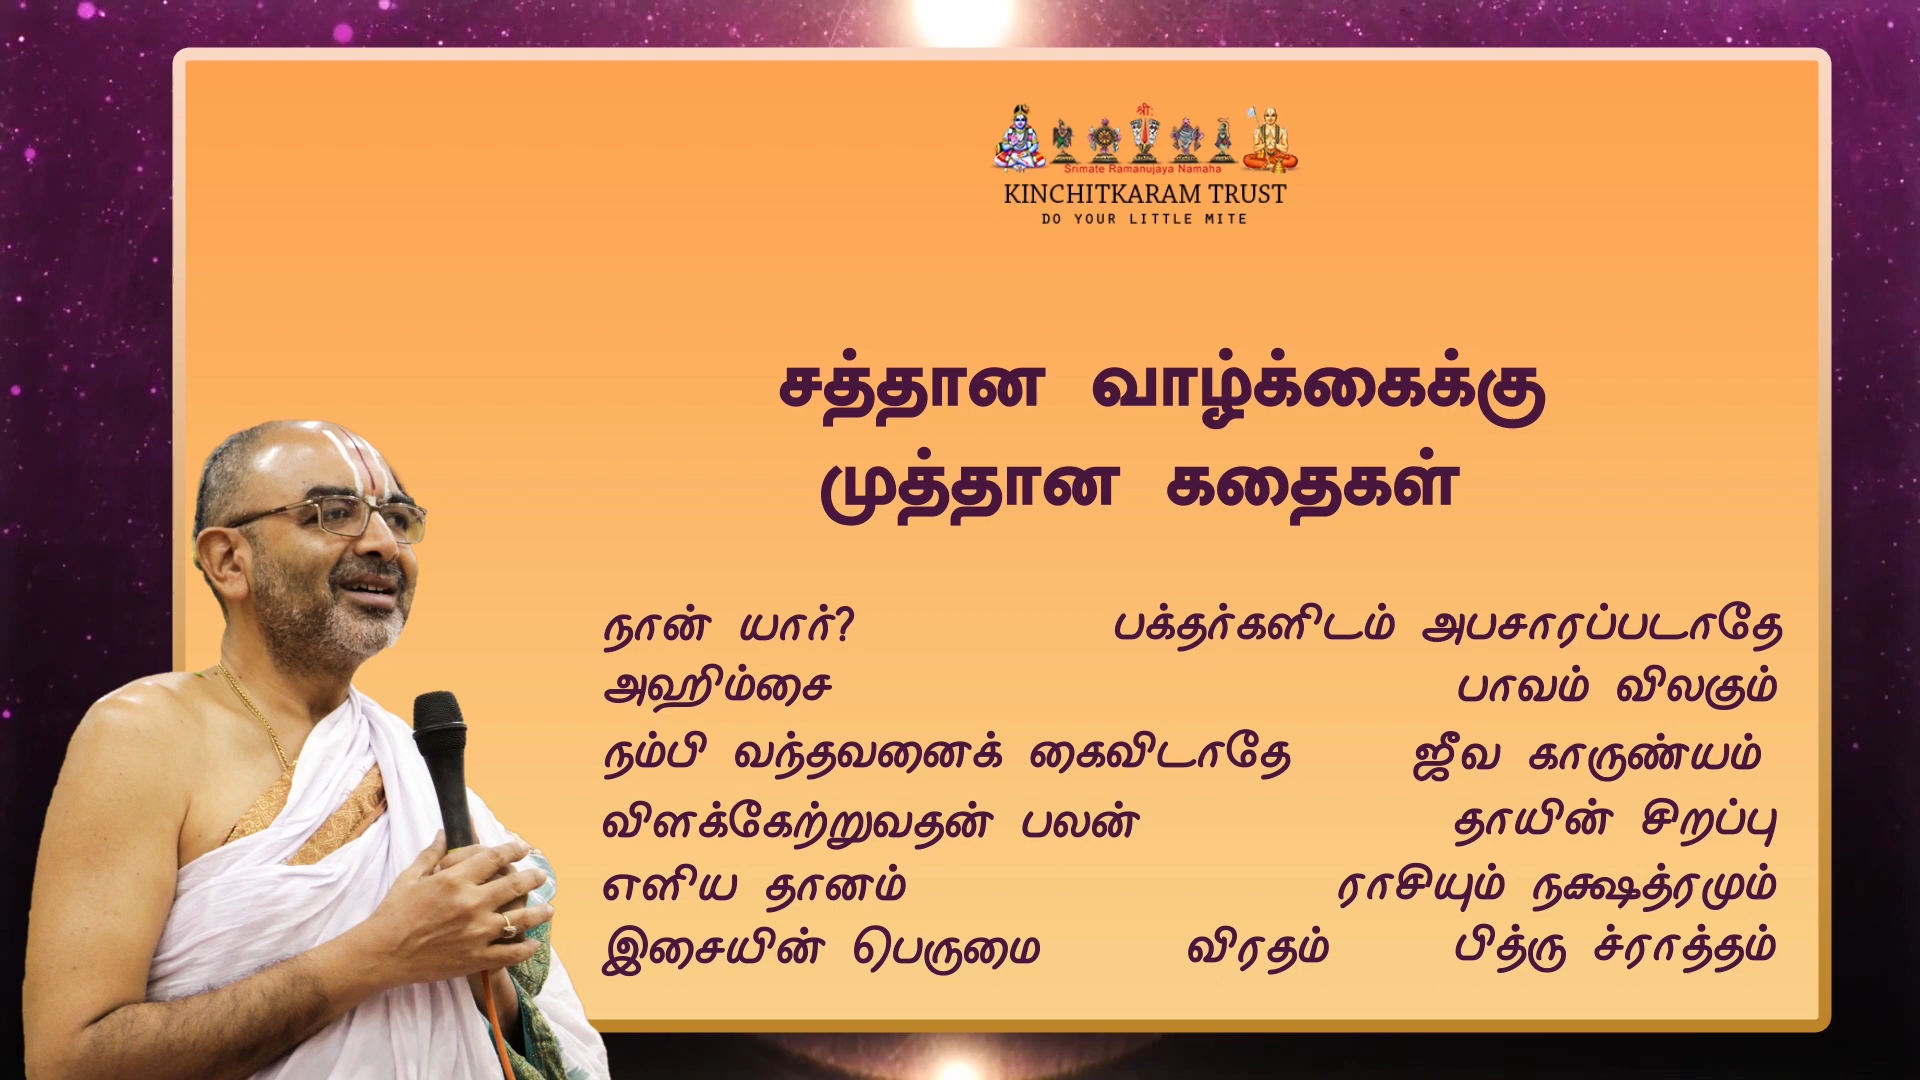 श्रीः
Srimate Ramanujaya Namaha
KINCHITKARAM TRUST
DO YOUR LITTLE MITE
சத்தான வாழ்க்கைக்கு
முத்தான கதைகள்
நான் யார்? பக்தர்களிடம் அபசாரப்படாதே
அஹிம்சை பாவம் விலகும்
நம்பி வந்தவனைக் கைவிடாதே ஜீவ காருண்யம்
விளக்கேற்றுவதன் பலன் தாயின் சிறப்பு
எளிய தானம் ராசியும் நக்ஷத்ரமும்
இசையின் பெருமை விரதம் பித்ரு ச்ராத்தம்